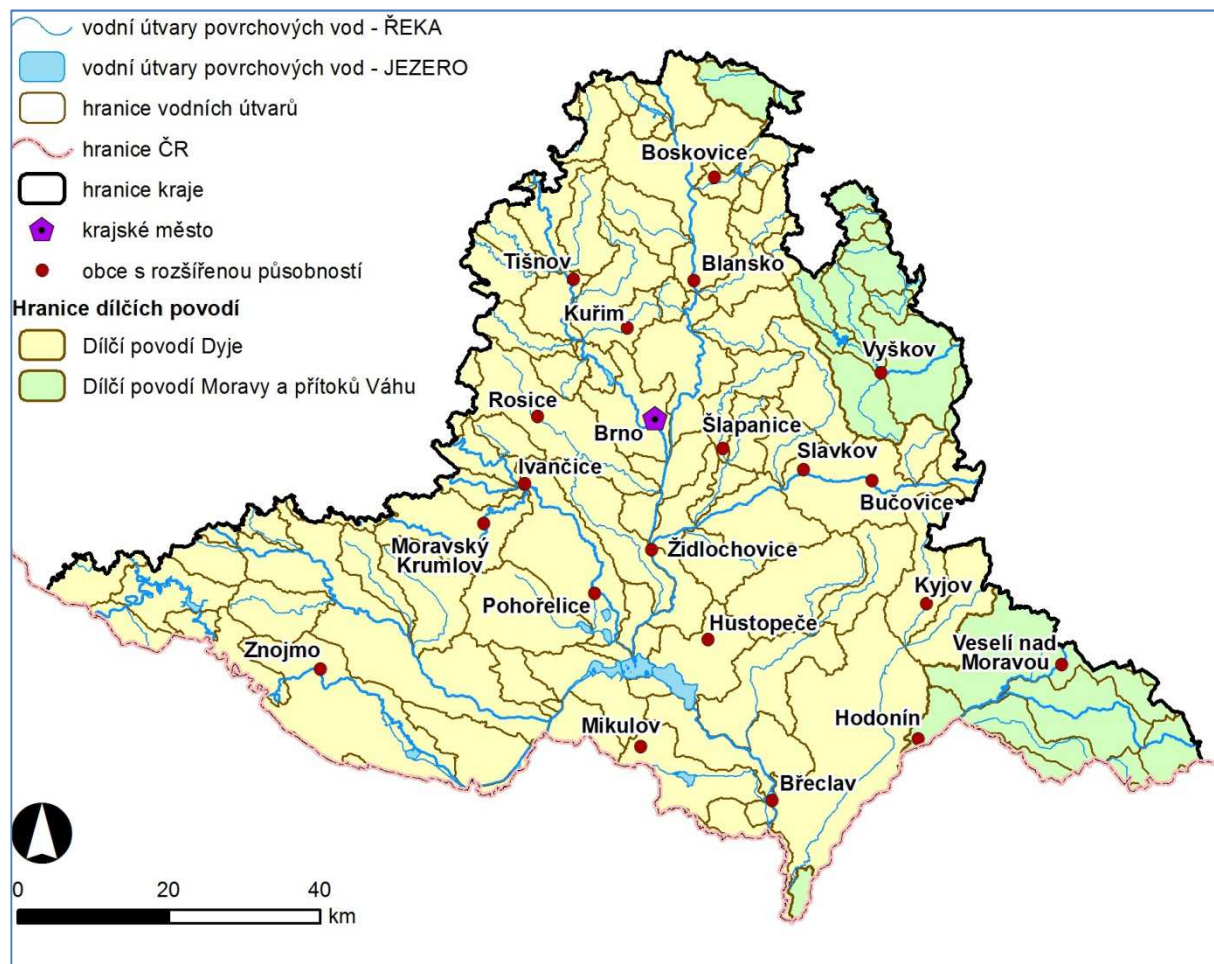 vodní útvary povrchových vod - ŘEKA
vodní útvary povrchových vod - JEZERO
hranice vodních útvarů
hranice ČR
hranice kraje
krajské město
obce s rozšířenou působností
Hranice dílčích povodí
Dílčí povodí Dyje
Dílčí povodí Moravy a přítoků Váhu
Boskovice
Tišnov
Blansko
Kuřim
Vyškov
Rosice
Brno
Šlapanice
Slavkov
Ivančice
Bučovice
Moravský
Krumlov
Židlochovice
Pohořelice
Kyjov
Hustopeče
Veselí nad
Moravou
Znojmo
Mikulov
Hodonín
Břeclav
0 20 40
km